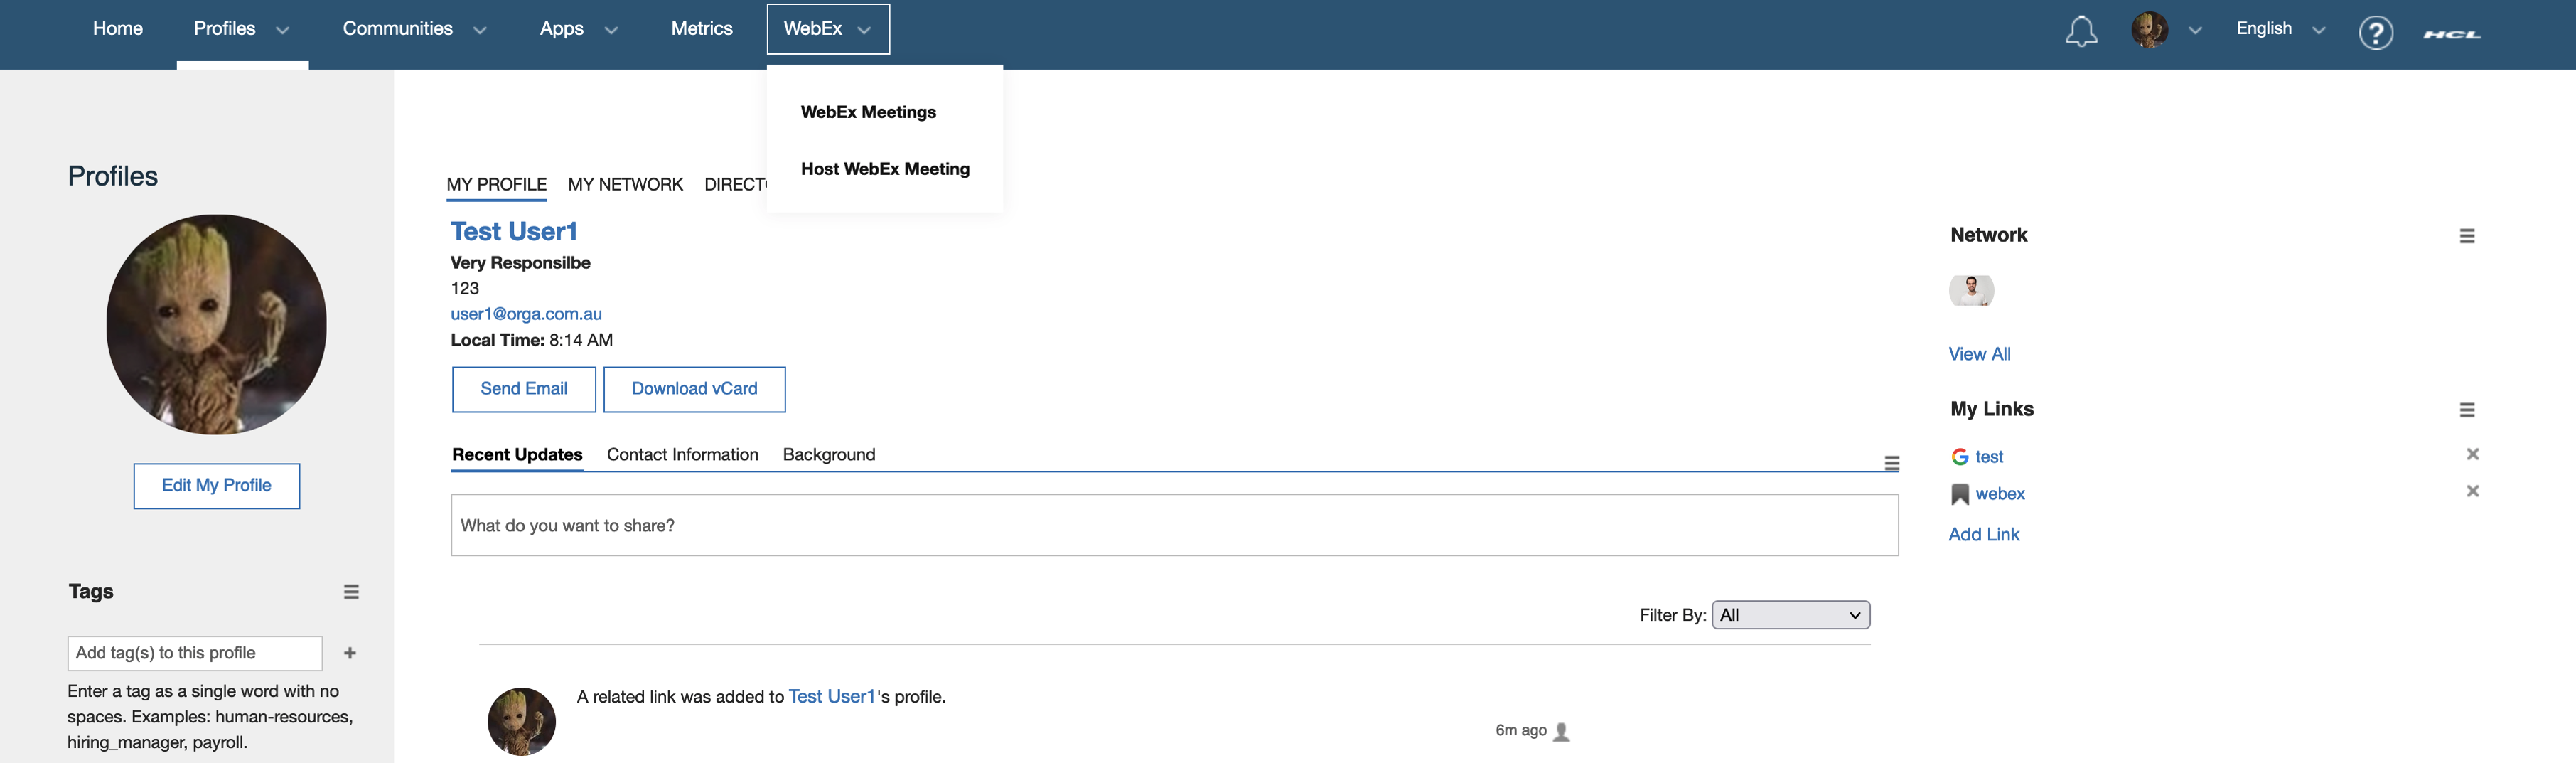 Home Profiles Communities Apps Metrics WebEx English ? HCL
WebEx Meetings
Host WebEx Meeting
Profiles
Edit My Profile
Tags
Add tag(s) to this profile +
Enter a tag as a single word with no
spaces. Examples: human-resources,
hiring_manager, payroll.
MY PROFILE MY NETWORK
Test User1
Very Responsilbe
123
user1@orga.com.au
Local Time: 8:14 AM
Send Email Download vCard
Recent Updates Contact Information Background
What do you want to share?
Filter By: All
A related link was added to Test User1's profile.
6m ago
Network
View All
My Links
test
webex
Add Link